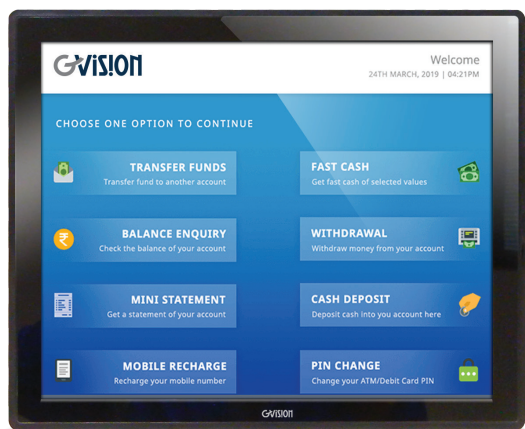 GVISION
Welcome
24TH MARCH, 2019 | 04:21PM
CHOOSE ONE OPTION TO CONTINUE
TRANSFER FUNDS
Transfer fund to another account
FAST CASH
Get fast cash of selected values
BALANCE ENQUIRY
Check the balance of your account
WITHDRAWAL
Withdraw money from your account
MINI STATEMENT
Get a statement of your account
CASH DEPOSIT
Deposit cash into you account here
MOBILE RECHARGE
Recharge your mobile number
PIN CHANGE
Change your ATM/Debit Card PIN
GVISION